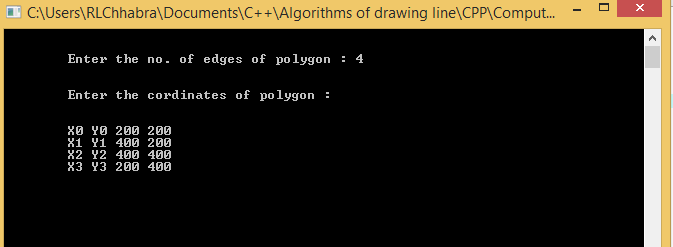 C:\Users\RLChhabra\Documents\C++\Algorithms of drawing line\CPP\Comput...
Enter the no. of edges of polygon : 4
Enter the cordinates of polygon :
X0 Y0 200 200
X1 Y1 400 200
X2 Y2 400 400
X3 Y3 200 400